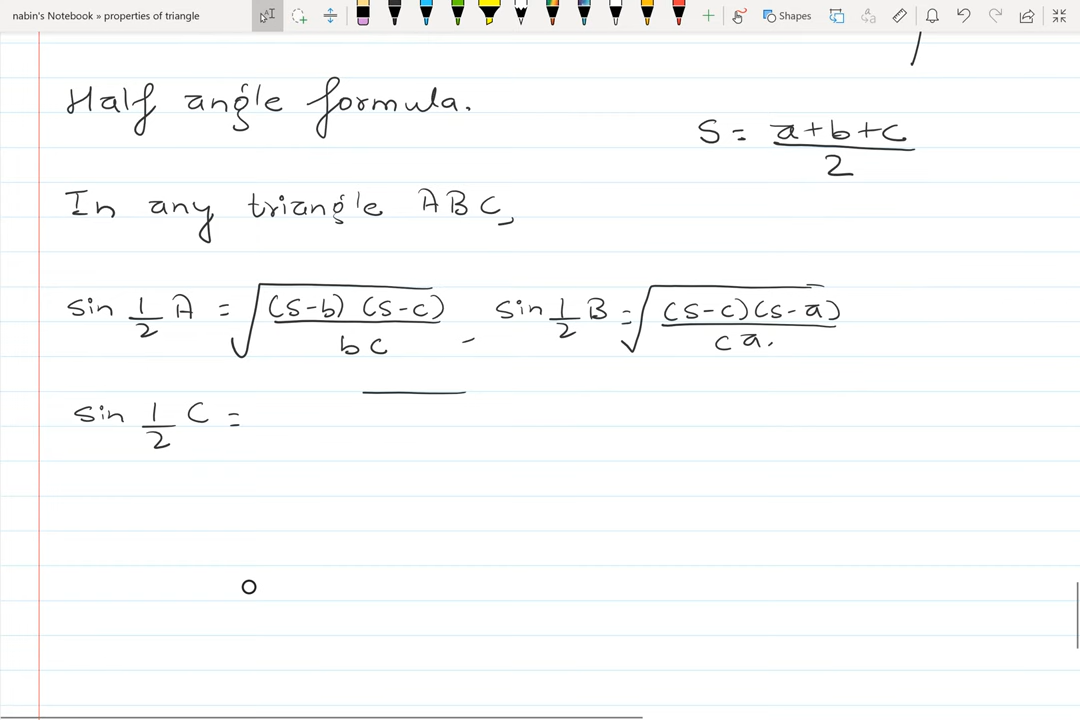 nabin's Notebook » properties of triangle
Shapes
Half angle formula.
S = a+b+c / 2
In any triangle ABC,
sin 1/2 A = √((s-b) (s-c) / bc) , sin 1/2 B = √((s-c)(s-a) / ca.)
sin 1/2 C =